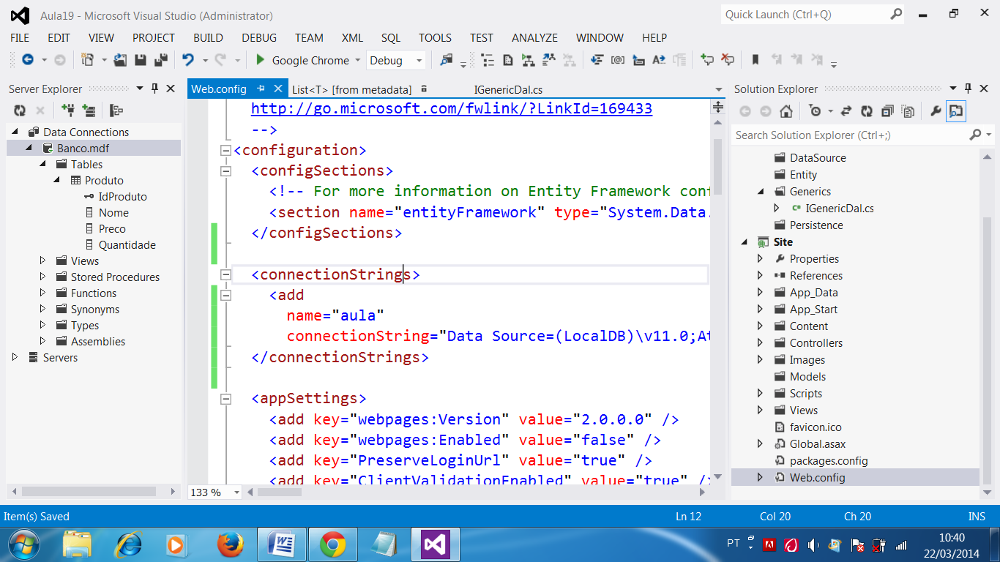 Aula19 - Microsoft Visual Studio (Administrator)
Quick Launch (Ctrl+Q)
FILE EDIT VIEW PROJECT BUILD DEBUG TEAM XML SQL TOOLS TEST ANALYZE WINDOW HELP
Google Chrome Debug
Server Explorer
Data Connections
Banco.mdf
Tables
Produto
IdProduto
Nome
Preco
Quantidade
Views
Stored Procedures
Functions
Synonyms
Types
Assemblies
Servers
Web.config List<T> [from metadata] IGenericDal.cs
http://go.microsoft.com/fwlink/?LinkId=169433
-->
<configuration>
<configSections>
<!-- For more information on Entity Framework conf
<section name="entityFramework" type="System.Data.
</configSections>
<connectionStrings>
<add
name="aula"
connectionString="Data Source=(LocalDB)\v11.0;At
</connectionStrings>
<appSettings>
<add key="webpages:Version" value="2.0.0.0" />
<add key="webpages:Enabled" value="false" />
<add key="PreserveLoginUrl" value="true" />
<add key="ClientValidationEnabled" value="true" />
133 %
Solution Explorer
Search Solution Explorer (Ctrl+;)
DataSource
Entity
Generics
IGenericDal.cs
Persistence
Site
Properties
References
App_Data
App_Start
Content
Controllers
Images
Models
Scripts
Views
favicon.ico
Global.asax
packages.config
Web.config
Item(s) Saved Ln 12 Col 20 Ch 20 INS
PT 10:40
22/03/2014